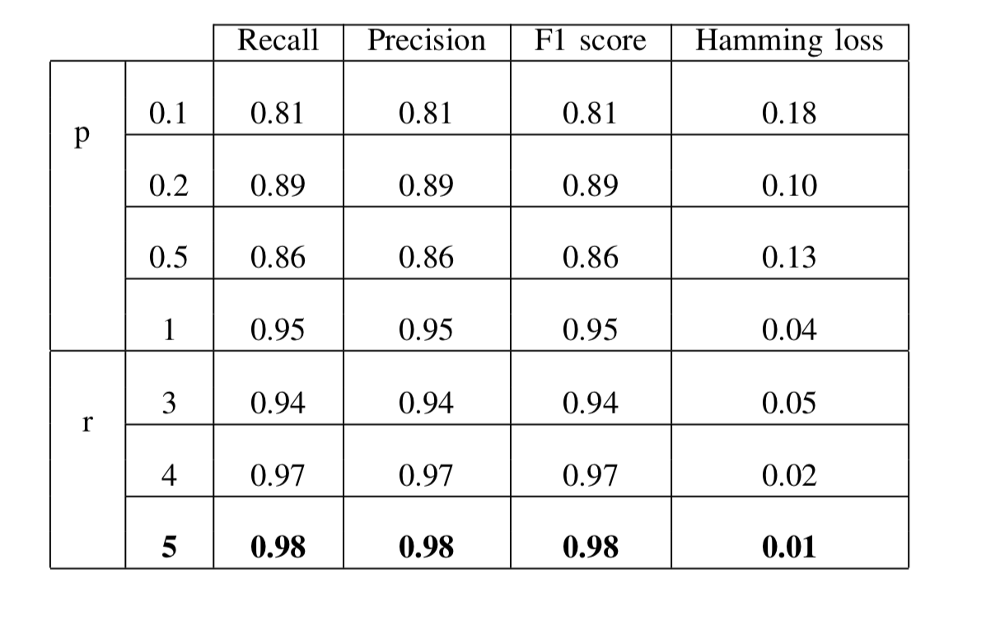 Recall Precision F1 score Hamming loss
p
0.1 0.81 0.81 0.81 0.18
0.2 0.89 0.89 0.89 0.10
0.5 0.86 0.86 0.86 0.13
1 0.95 0.95 0.95 0.04
r
3 0.94 0.94 0.94 0.05
4 0.97 0.97 0.97 0.02
5 0.98 0.98 0.98 0.01